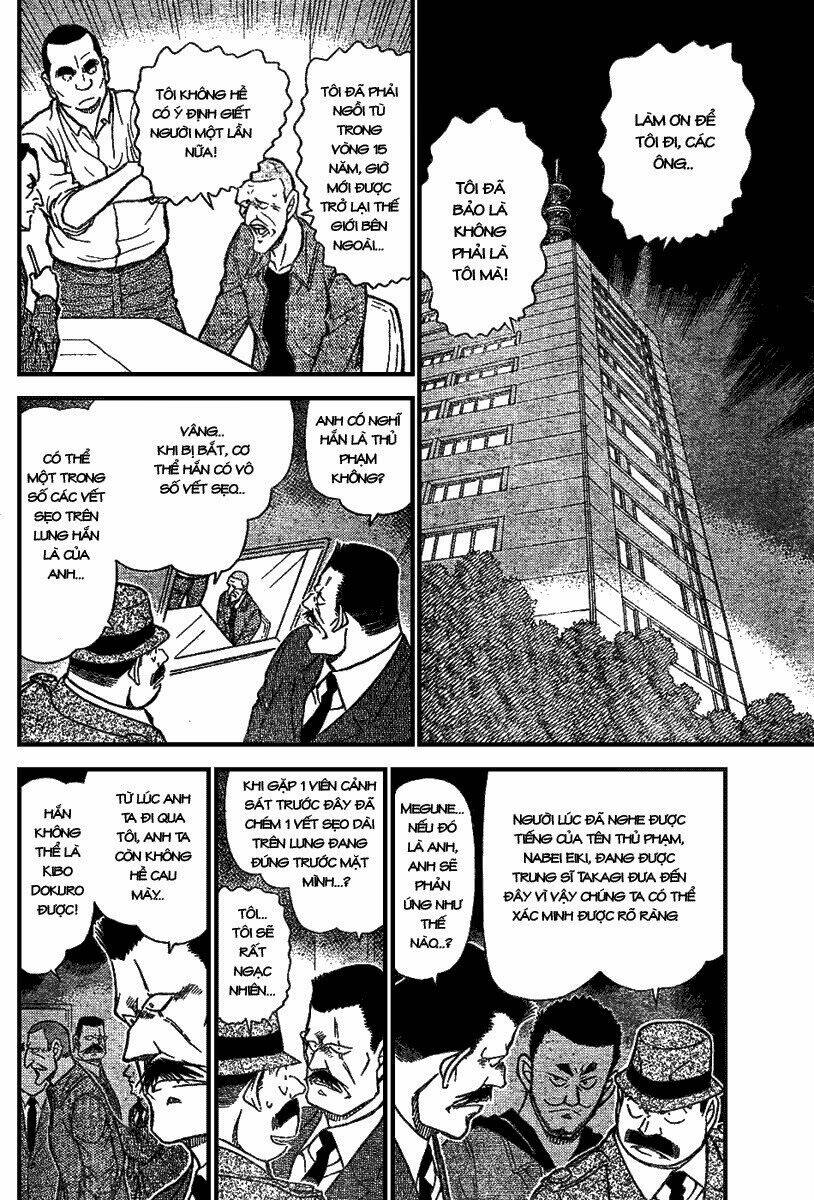 LÀM ƠN ĐỂ
TÔI ĐI, CÁC
ÔNG..
TÔI ĐÃ
BẢO LÀ
KHÔNG
PHẢI LÀ
TÔI MÀ!
TÔI ĐÃ PHẢI
NGỒI TÙ
TRONG
VÒNG 15
NĂM, GIỜ
MỚI ĐƯỢC
TRỞ LẠI THẾ
GIỚI BÊN
NGOÀI...
TÔI KHÔNG HỀ
CÓ Ý ĐỊNH GIẾT
NGƯỜI MỘT LẦN
NỮA!
ANH CÓ NGHĨ
HẮN LÀ THỦ
PHẠM
KHÔNG?
VÂNG..
KHI BỊ BẮT, CƠ
THỂ HẮN CÓ VÔ
SỐ VẾT SẸO...
CÓ THỂ
MỘT TRONG
SỐ CÁC VẾT
SẸO TRÊN
LƯNG HẮN
LÀ CỦA
ANH...
NGƯỜI LÚC ĐÃ NGHE ĐƯỢC
TIẾNG CỦA TÊN THỦ PHẠM,
NABEI EIKI, ĐANG ĐƯỢC
TRUNG SĨ TAKAGI ĐƯA ĐẾN
ĐÂY VÌ VẬY CHÚNG TA CÓ THỂ
XÁC MINH ĐƯỢC RÕ RÀNG
MEGUNE...
NẾU ĐÓ
LÀ ANH,
ANH SẼ
PHẢN
ỨNG NHƯ
THẾ
NÀO..?
KHI GẶP 1 VIÊN CẢNH
SÁT TRƯỚC ĐÂY ĐÃ
CHÉM 1 VẾT SẸO DÀI
TRÊN LƯNG ĐANG
ĐỨNG TRƯỚC MẶT
MÌNH...?
TÔI...
TÔI SẼ
RẤT
NGẠC
NHIÊN...
TỪ LÚC ANH
TA ĐI QUA
TÔI, ANH TA
CÒN KHÔNG
HỀ CAU
MÀY...
HẮN
KHÔNG
THỂ LÀ
KIBO
DOKURO
ĐƯỢC!